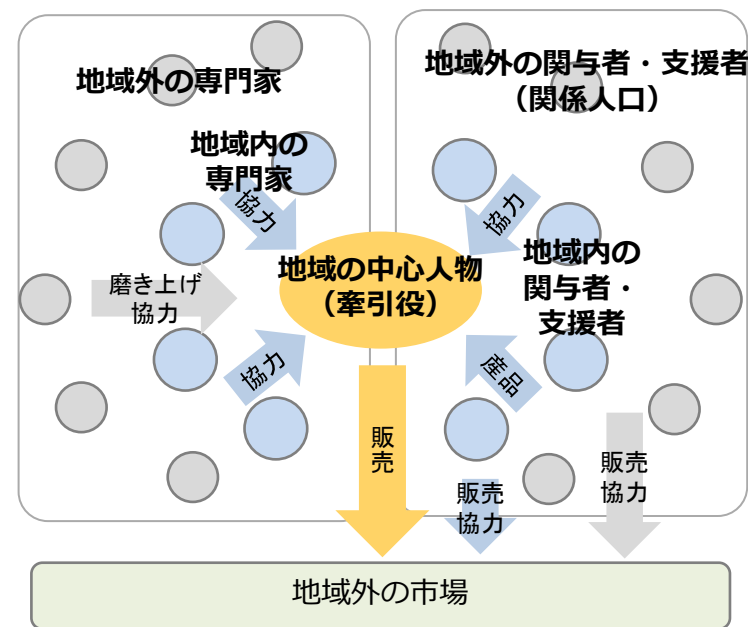 地域外の専門家
地域外の関与者・支援者
（関係人口）
地域内の
専門家
協力
協力
地域の中心人物
（牽引役）
地域内の
関与者・
支援者
磨き上げ
協力
協力
産品
販売
販売
協力
販売
協力
地域外の市場